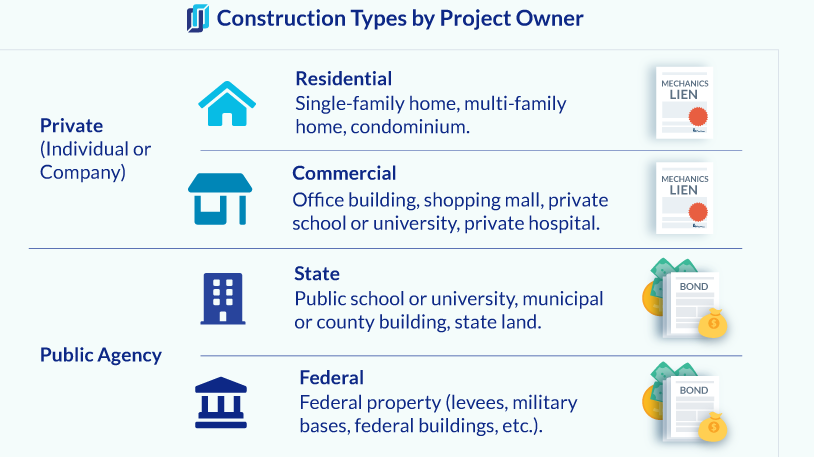 Construction Types by Project Owner
Private
(Individual or
Company)
Residential
Single-family home, multi-family
home, condominium.
MECHANICS
LIEN
Commercial
Office building, shopping mall, private
school or university, private hospital.
MECHANICS
LIEN
Public Agency
State
Public school or university, municipal
or county building, state land.
BOND
Federal
Federal property (levees, military
bases, federal buildings, etc.).
BOND